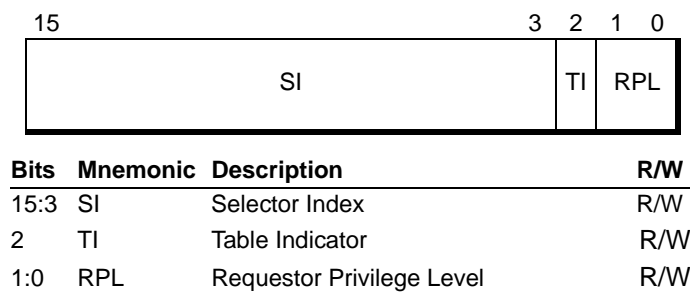 15 3 2 1 0
SI TI RPL
Bits Mnemonic Description R/W
15:3 SI Selector Index R/W
2 TI Table Indicator R/W
1:0 RPL Requestor Privilege Level R/W